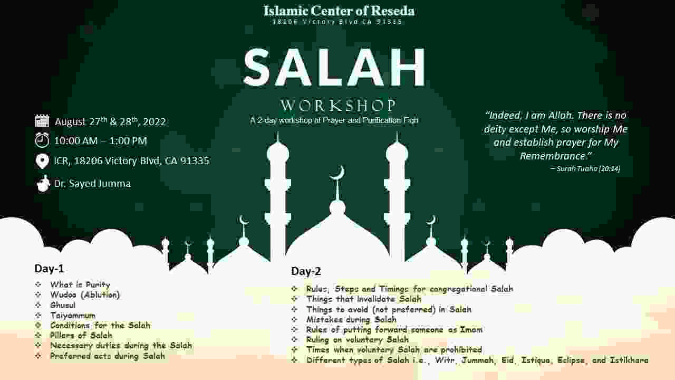 Islamic Center of Reseda
18206 Victory Blvd CA 91335
SALAH
WORKSHOP
A 2-day workshop of Prayer and Purification Fiqh
August 27th & 28th, 2022
10:00 AM – 1:00 PM
ICR, 18206 Victory Blvd, CA 91335
Dr. Sayed Jumma
“Indeed, I am Allah. There is no
deity except Me, so worship Me
and establish prayer for My
Remembrance.”
– Surah Tuaha [20:14]
Day-1
What is Purity
Wudoo (Ablution)
Ghusul
Taiyammum
Conditions for the Salah
Pillars of Salah
Necessary duties during the Salah
Preferred acts during Salah
Day-2
Rules, Steps and Timings for congregational Salah
Things that invalidate Salah
Things to avoid (not preferred) in Salah
Mistakes during Salah
Rules of putting forward someone as Imam
Ruling on voluntary Salah
Times when voluntary Salah are prohibited
Different types of Salah i.e., Witr, Jummah, Eid, Istiqua, Eclipse, and Istikhara